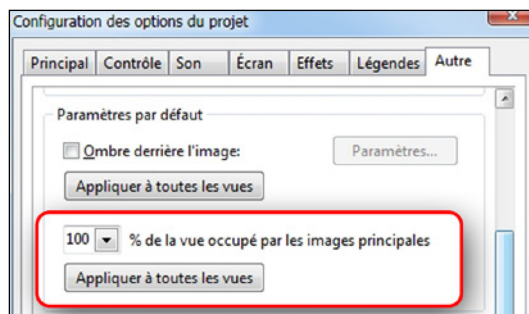 Configuration des options du projet
Principal Contrôle Son Écran Effets Légendes Autre
Paramètres par défaut
Ombre derrière l'image: Paramètres...
Appliquer à toutes les vues
100 % de la vue occupé par les images principales
Appliquer à toutes les vues